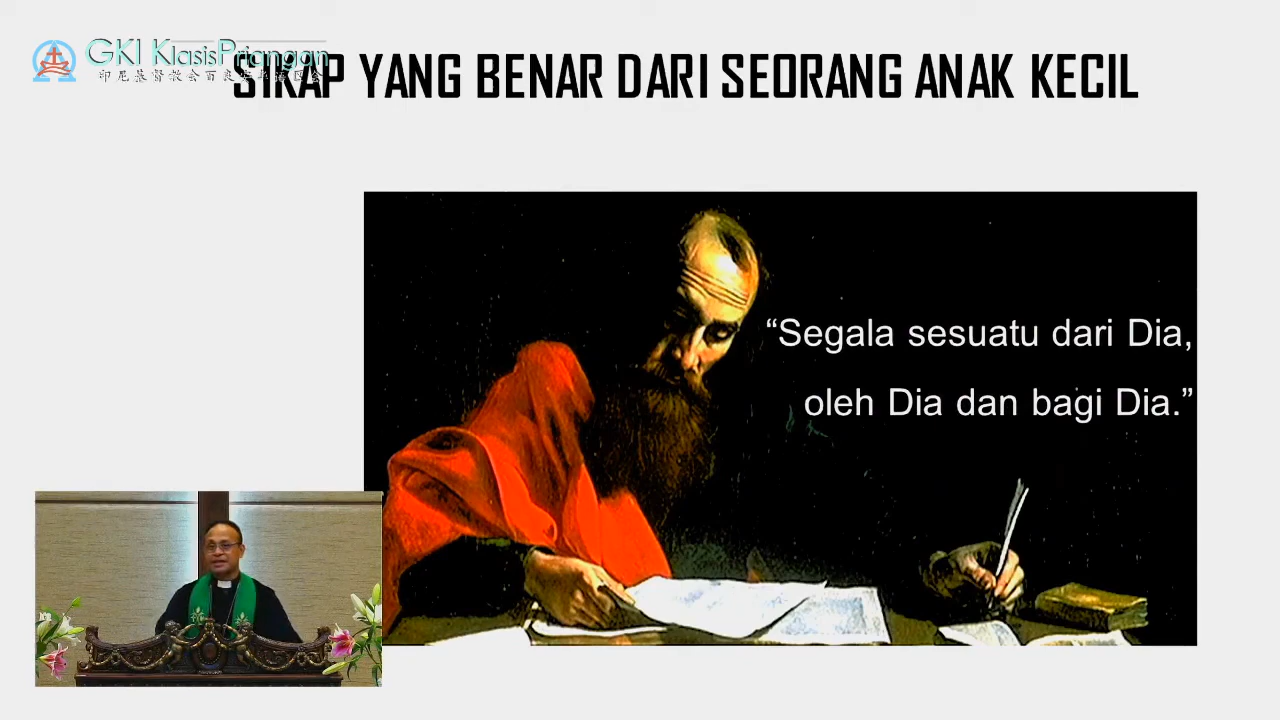 GKI KlasisPriangan
SIKAP YANG BENAR DARI SEORANG ANAK KECIL
“Segala sesuatu dari Dia,
oleh Dia dan bagi Dia.”